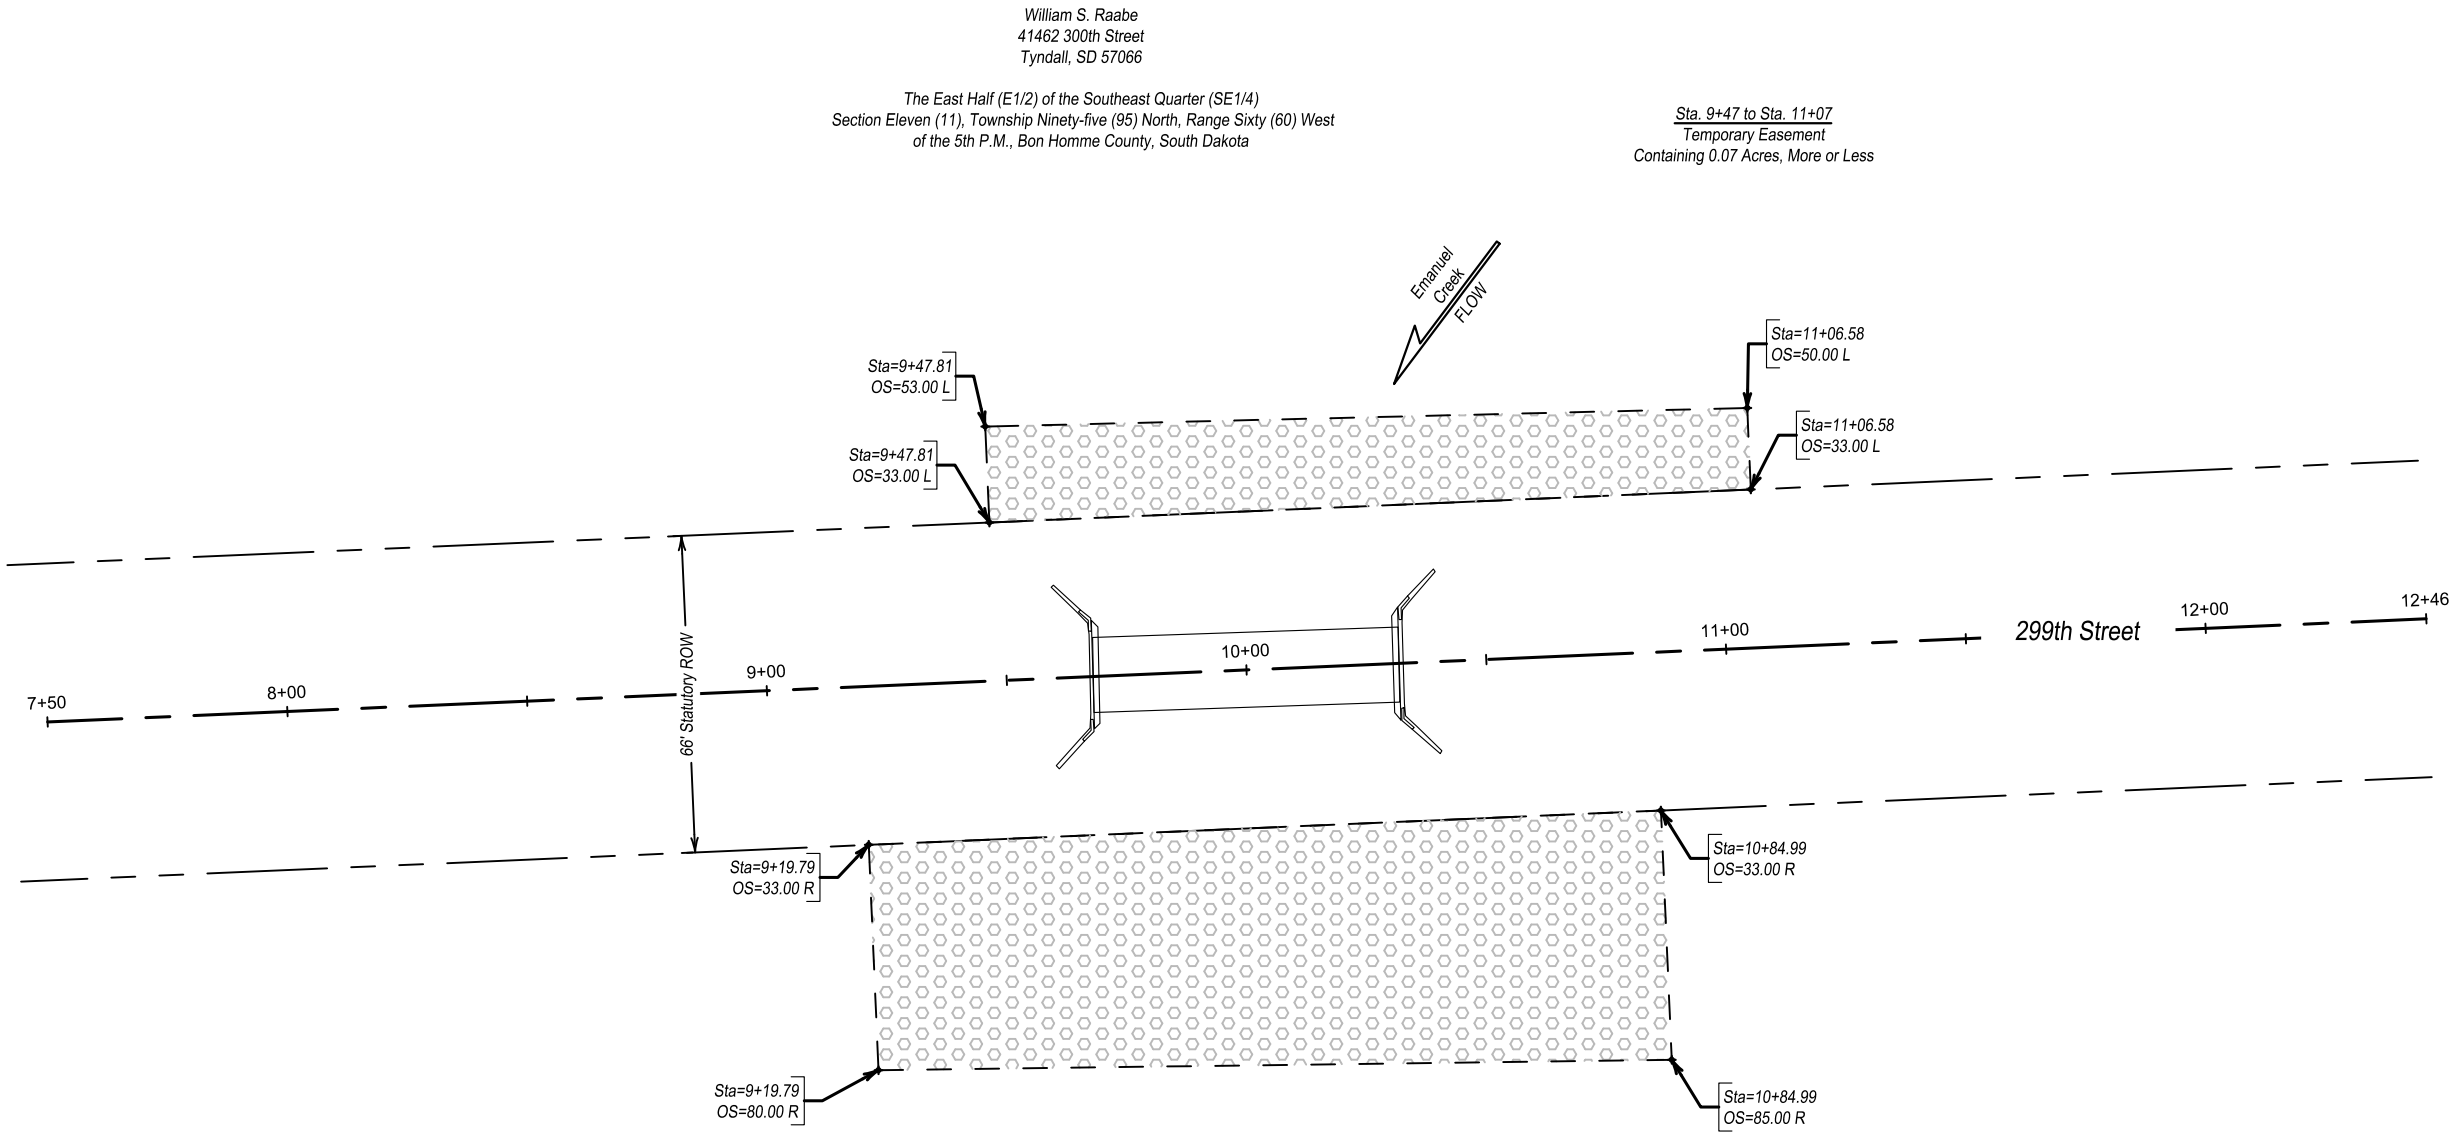 William S. Raabe
41462 300th Street
Tyndall, SD 57066
The East Half (E1/2) of the Southeast Quarter (SE1/4)
Section Eleven (11), Township Ninety-five (95) North, Range Sixty (60) West
of the 5th P.M., Bon Homme County, South Dakota
Sta. 9+47 to Sta. 11+07
Temporary Easement
Containing 0.07 Acres, More or Less
Emanuel
Creek
FLOW
Sta=9+47.81
OS=53.00 L
Sta=11+06.58
OS=50.00 L
Sta=9+47.81
OS=33.00 L
Sta=11+06.58
OS=33.00 L
66' Statutory ROW
7+50
8+00
9+00
10+00
11+00
299th Street
12+00
12+46
Sta=9+19.79
OS=33.00 R
Sta=10+84.99
OS=33.00 R
Sta=9+19.79
OS=80.00 R
Sta=10+84.99
OS=85.00 R